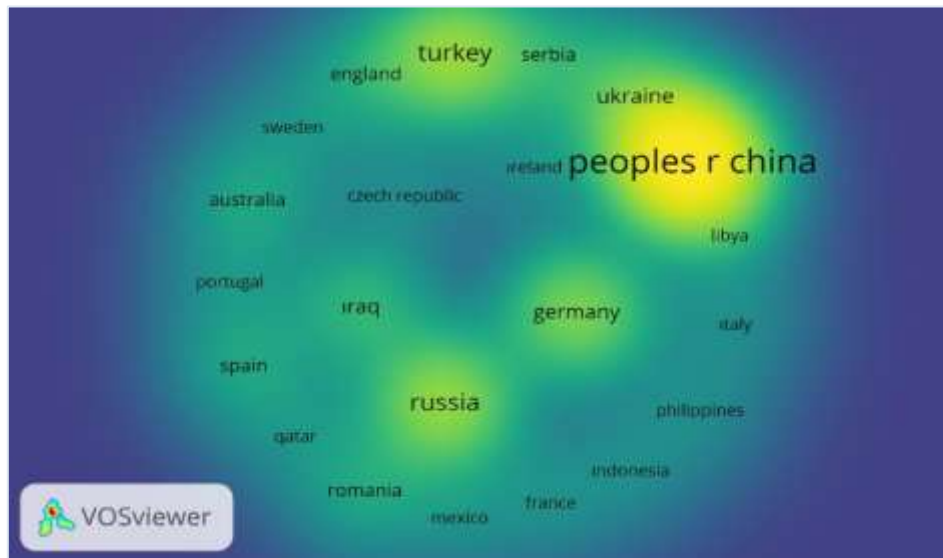 turkey
serbia
england
ukraine
sweden
ireland
peoples r china
czech republic
australia
libya
portugal
iraq
germany
italy
spain
russia
philippines
qatar
indonesia
romania
france
mexico
VOSviewer